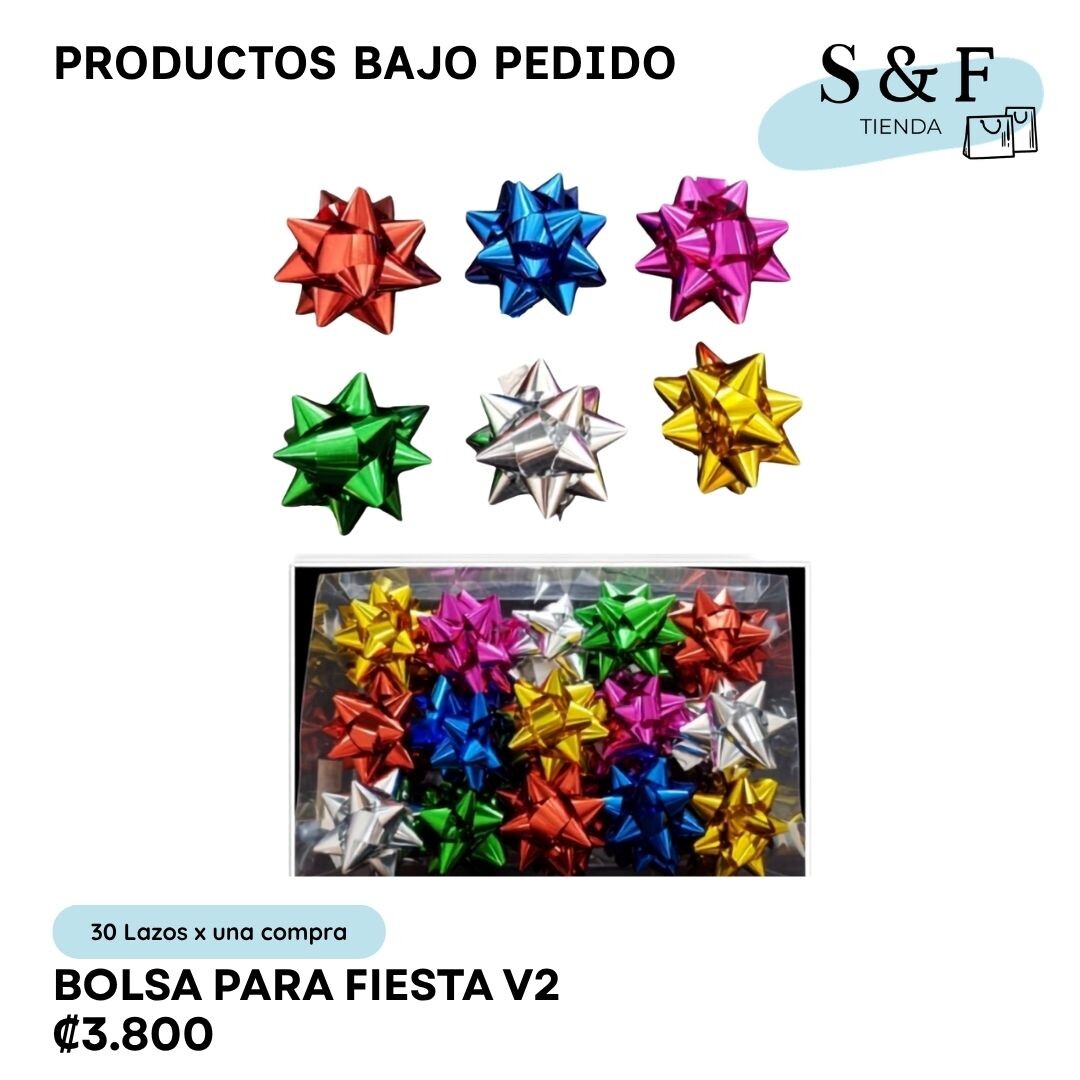 PRODUCTOS BAJO PEDIDO
S & F
TIENDA
30 Lazos x una compra
BOLSA PARA FIESTA V2
₡3.800